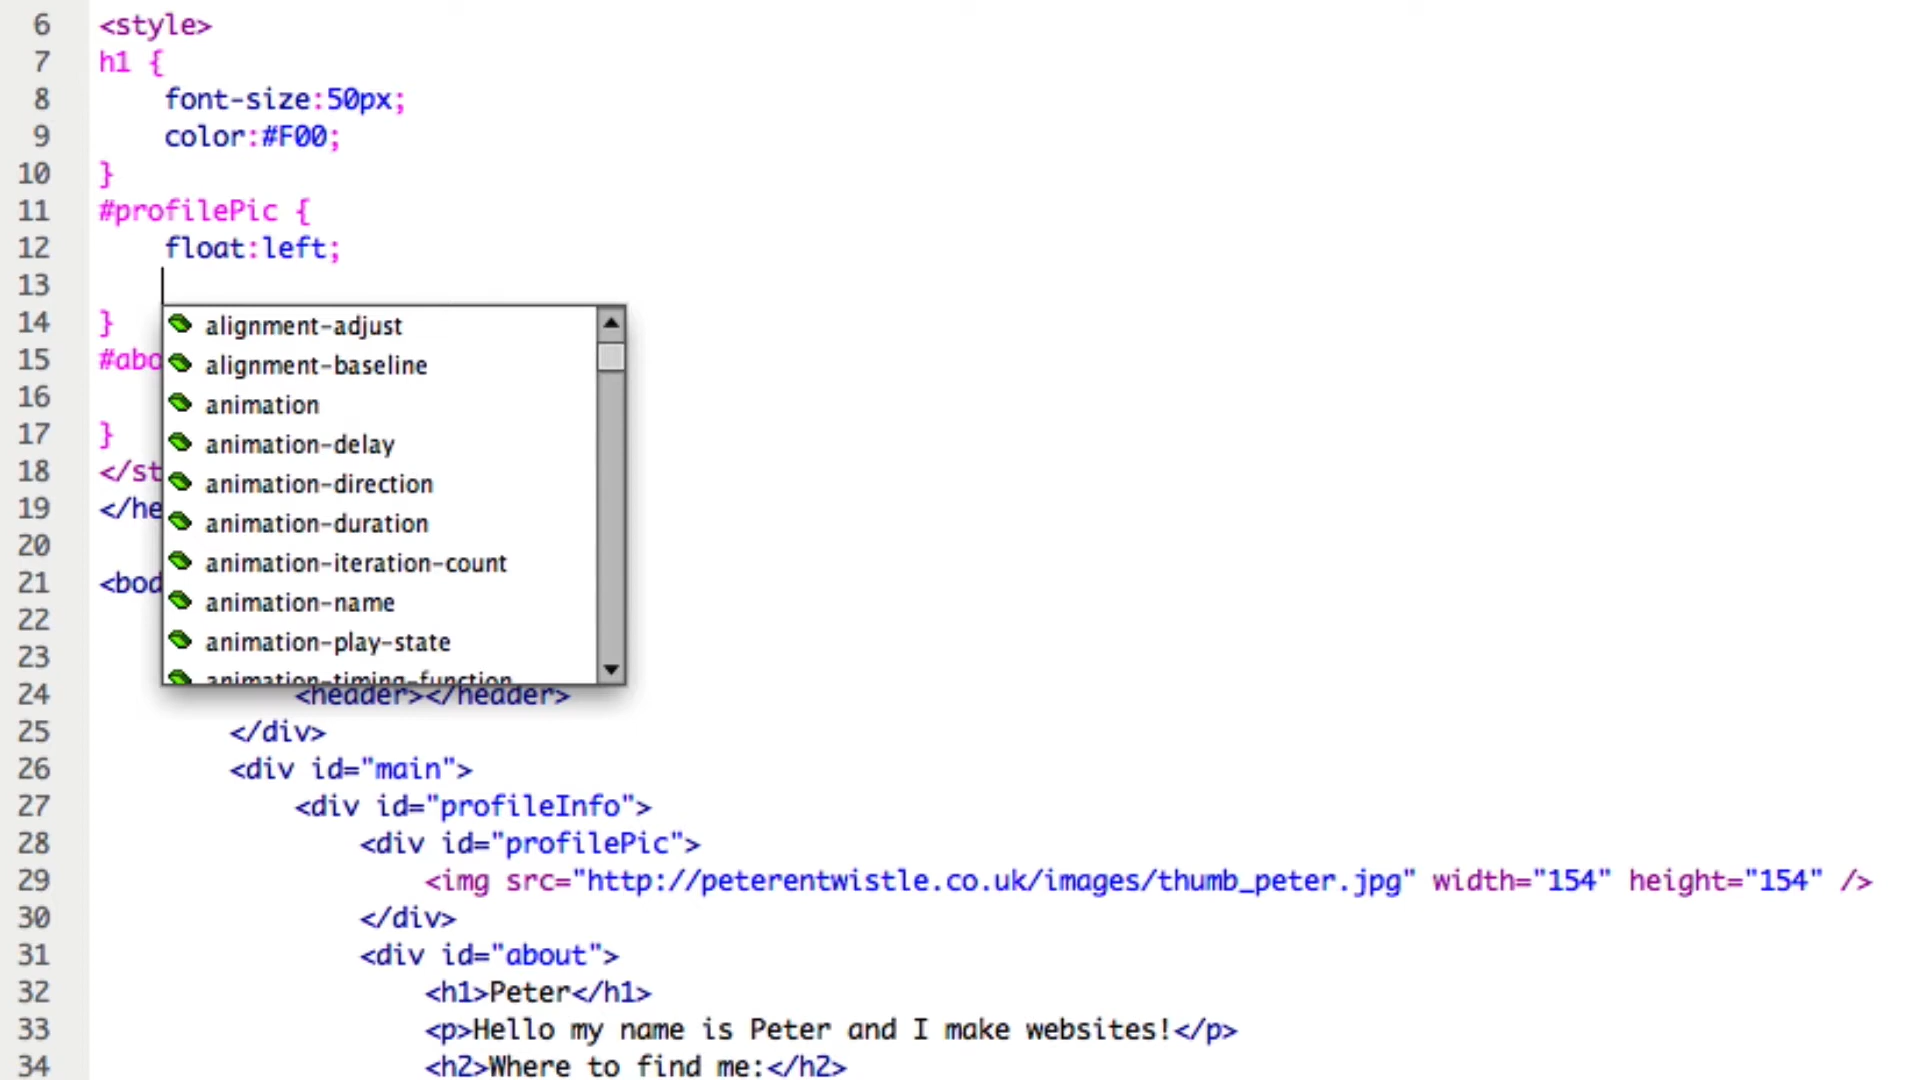 6 <style>
7 h1 {
8 font-size:50px;
9 color:#F00;
10 }
11 #profilePic {
12 float:left;
13
14 }
15 #abo
16
17 }
18 </st
19 </he
20
21 <bod
22
23
alignment-adjust
alignment-baseline
animation
animation-delay
animation-direction
animation-duration
animation-iteration-count
animation-name
animation-play-state
animation-timing-function
24 <header></header>
25 </div>
26 <div id="main">
27 <div id="profileInfo">
28 <div id="profilePic">
29 <img src="http://peterentwistle.co.uk/images/thumb_peter.jpg" width="154" height="154" />
30 </div>
31 <div id="about">
32 <h1>Peter</h1>
33 <p>Hello my name is Peter and I make websites!</p>
34 <h2>Where to find me:</h2>